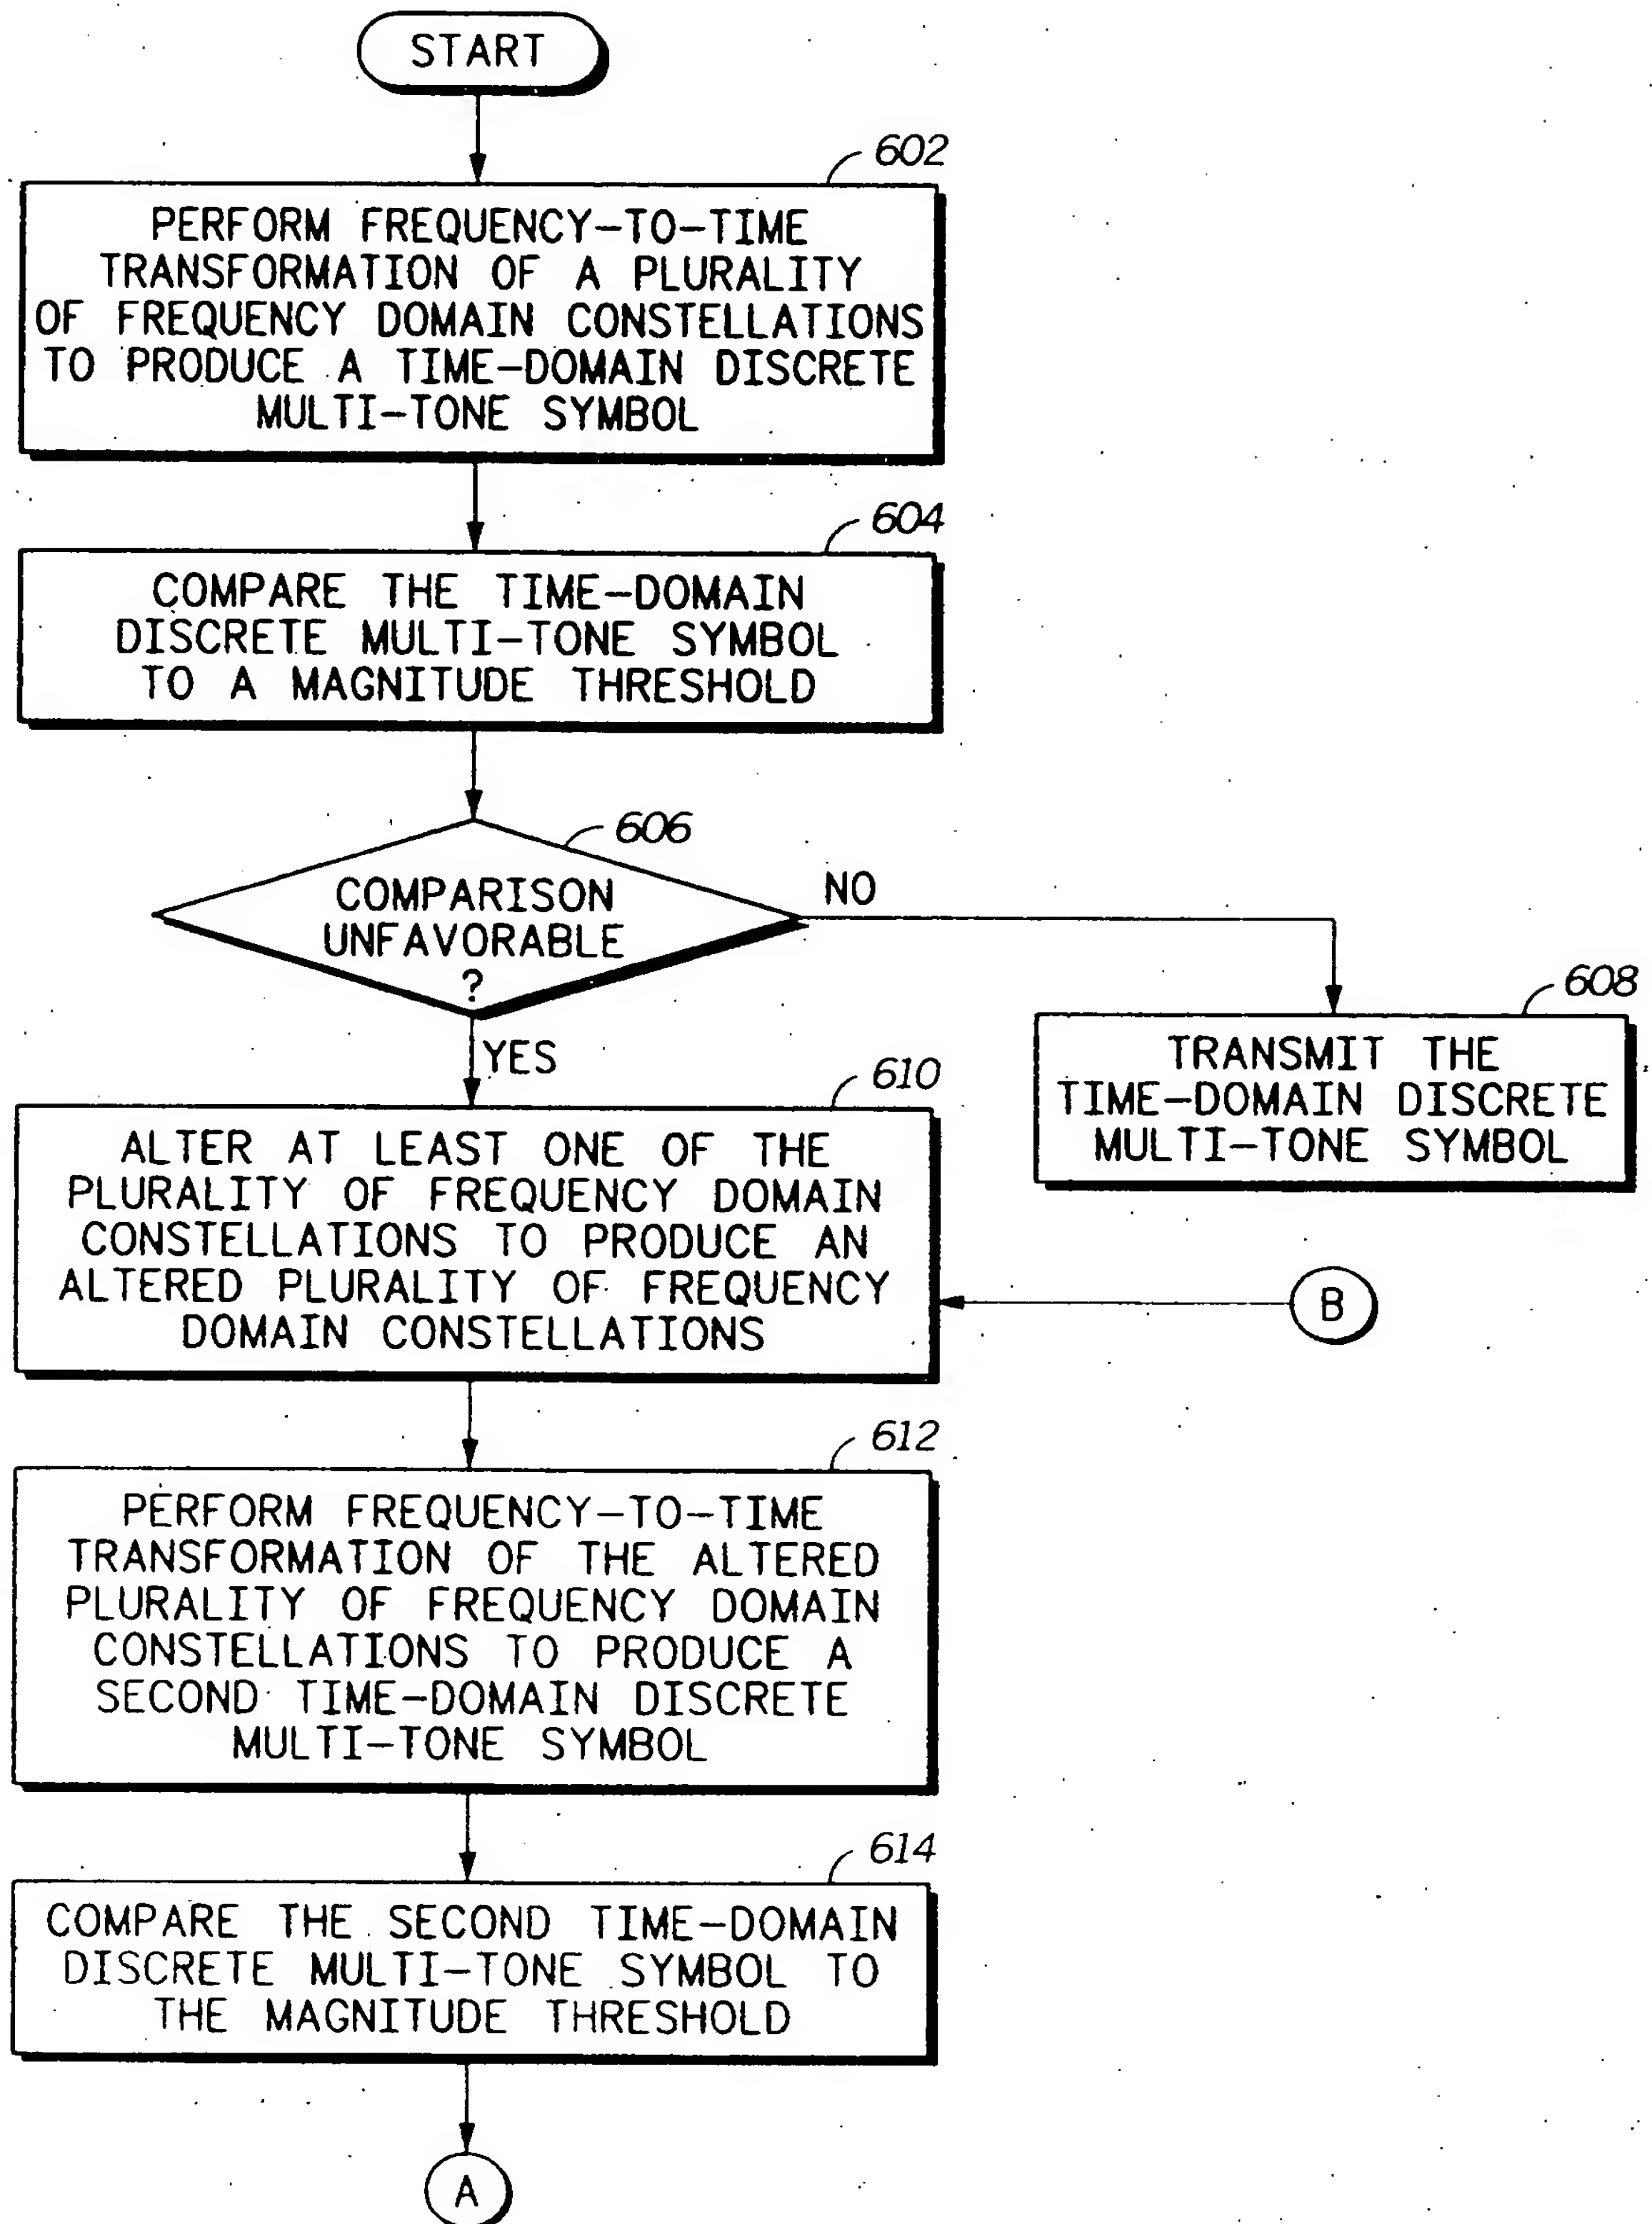 START
602
PERFORM FREQUENCY-TO-TIME
TRANSFORMATION OF A PLURALITY
OF FREQUENCY DOMAIN CONSTELLATIONS
TO PRODUCE A TIME-DOMAIN DISCRETE
MULTI-TONE SYMBOL
604
COMPARE THE TIME-DOMAIN
DISCRETE MULTI-TONE SYMBOL
TO A MAGNITUDE THRESHOLD
606
COMPARISON
UNFAVORABLE
?
NO
608
TRANSMIT THE
TIME-DOMAIN DISCRETE
MULTI-TONE SYMBOL
YES
610
ALTER AT LEAST ONE OF THE
PLURALITY OF FREQUENCY DOMAIN
CONSTELLATIONS TO PRODUCE AN
ALTERED PLURALITY OF FREQUENCY
DOMAIN CONSTELLATIONS
B
612
PERFORM FREQUENCY-TO-TIME
TRANSFORMATION OF THE ALTERED
PLURALITY OF FREQUENCY DOMAIN
CONSTELLATIONS TO PRODUCE A
SECOND TIME-DOMAIN DISCRETE
MULTI-TONE SYMBOL
614
COMPARE THE SECOND TIME-DOMAIN
DISCRETE MULTI-TONE SYMBOL TO
THE MAGNITUDE THRESHOLD
A